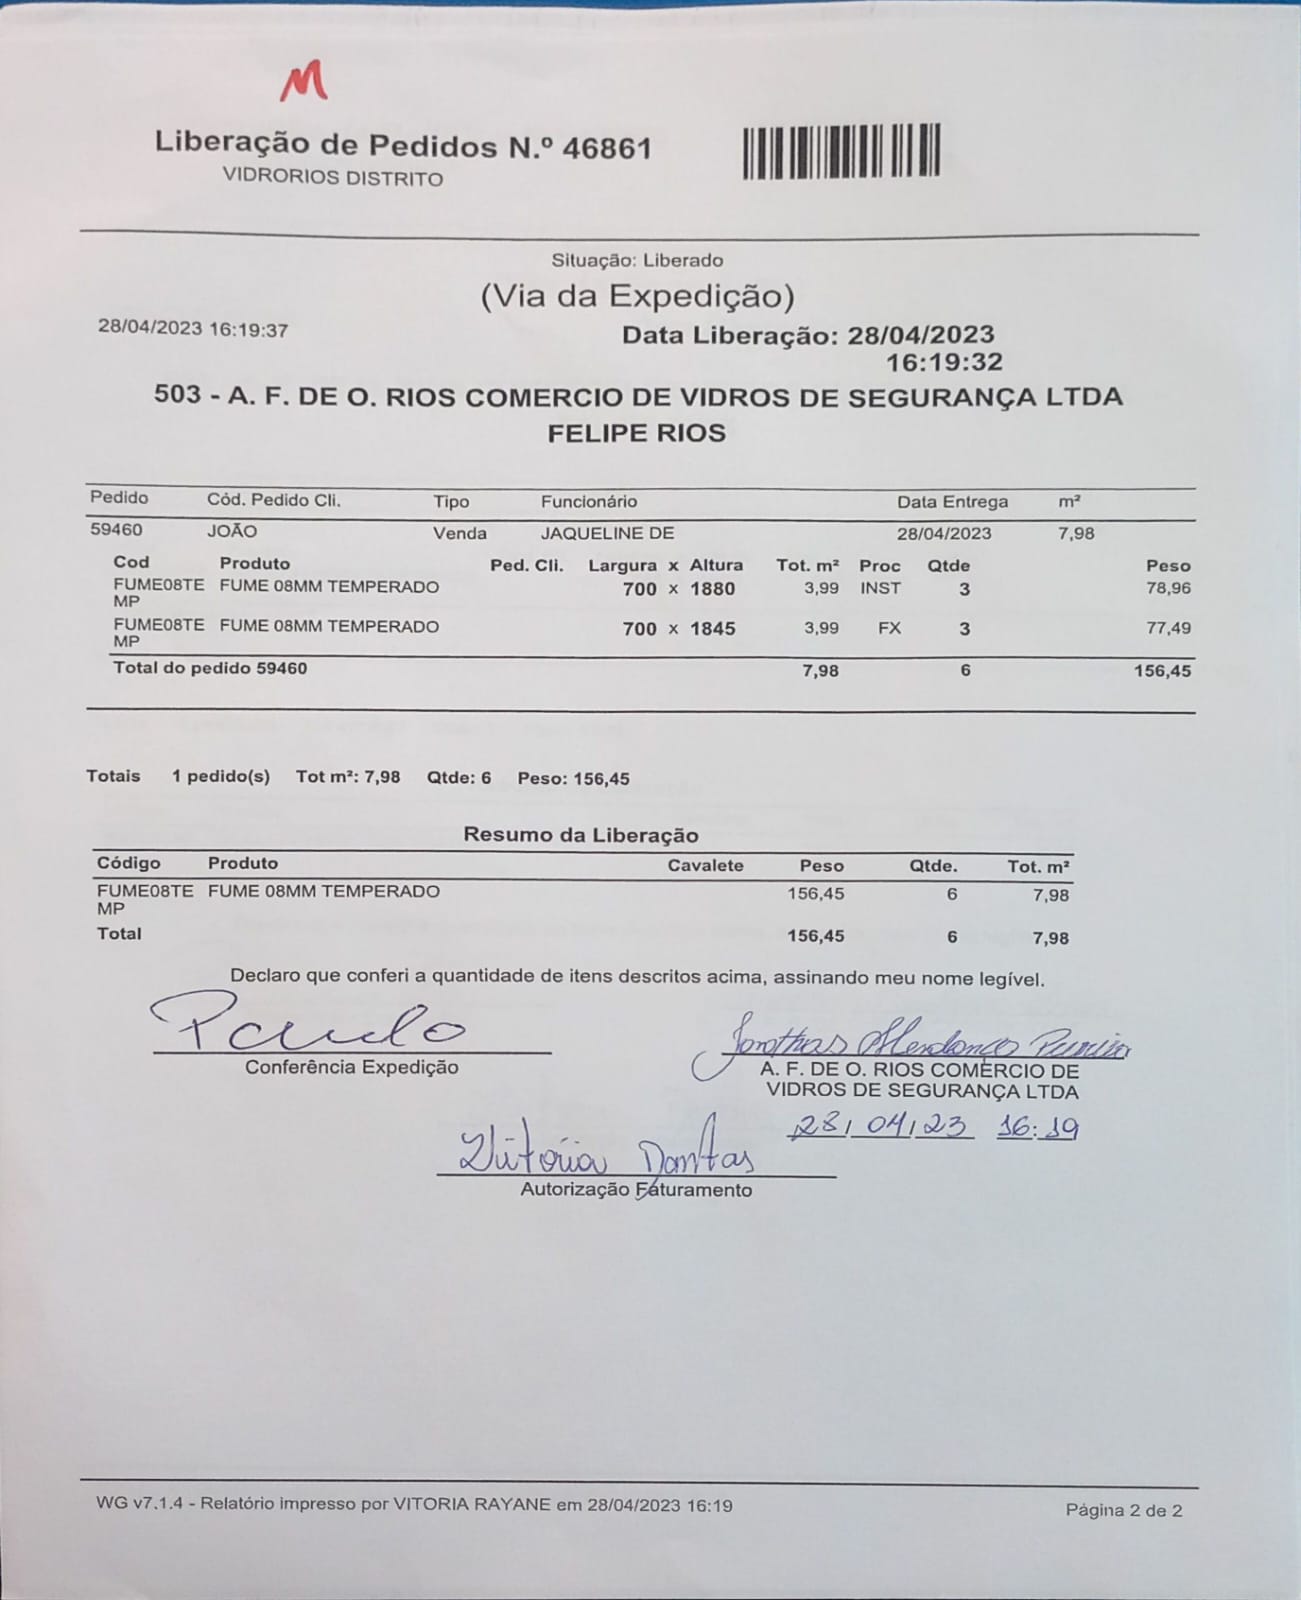 M
Liberação de Pedidos N.º 46861
VIDRORIOS DISTRITO
Situação: Liberado
(Via da Expedição)
28/04/2023 16:19:37
Data Liberação: 28/04/2023
16:19:32
503 - A. F. DE O. RIOS COMERCIO DE VIDROS DE SEGURANÇA LTDA
FELIPE RIOS
Pedido Cód. Pedido Cli. Tipo Funcionário Data Entrega m²
59460 JOÃO Venda JAQUELINE DE 28/04/2023 7,98
Cod Produto Ped. Cli. Largura x Altura Tot. m² Proc Qtde Peso
FUME08TE FUME 08MM TEMPERADO 700 x 1880 3,99 INST 3 78,96
MP
FUME08TE FUME 08MM TEMPERADO 700 x 1845 3,99 FX 3 77,49
MP
Total do pedido 59460 7,98 6 156,45
Totais 1 pedido(s) Tot m²: 7,98 Qtde: 6 Peso: 156,45
Resumo da Liberação
Código Produto Cavalete Peso Qtde. Tot. m²
FUME08TE FUME 08MM TEMPERADO 156,45 6 7,98
MP
Total 156,45 6 7,98
Declaro que conferi a quantidade de itens descritos acima, assinando meu nome legível.
Paulo
Conferência Expedição
Mendonça
A. F. DE O. RIOS COMERCIO DE
VIDROS DE SEGURANÇA LTDA
28/04/23 16:19
Vitória Dantas
Autorização Faturamento
WG v7.1.4 - Relatório impresso por VITORIA RAYANE em 28/04/2023 16:19
Página 2 de 2